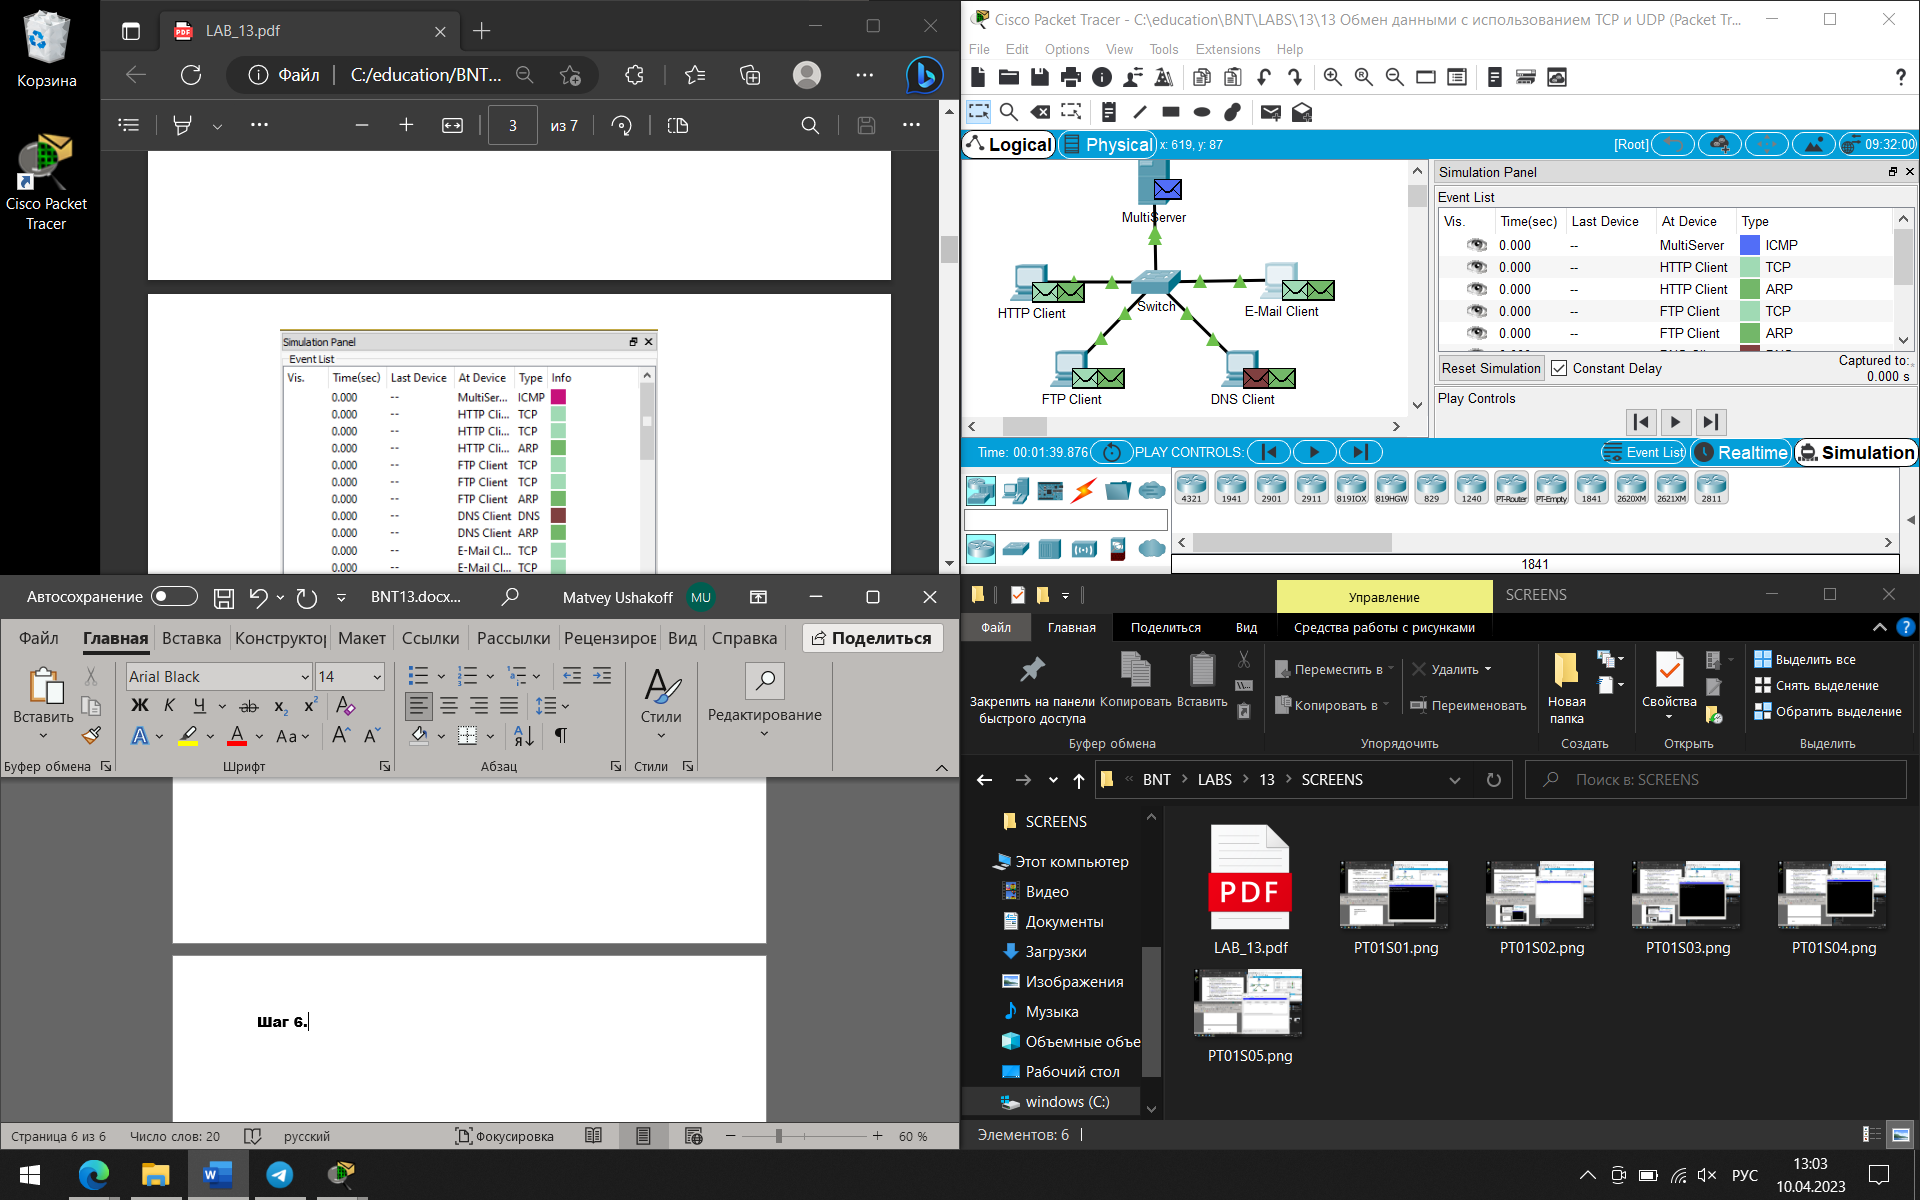 Корзина
Cisco Packet
Tracer
LAB_13.pdf
Файл
C:/education/BNT...
3
из 7
Simulation Panel
Event List
Vis. Time(sec) Last Device At Device Type Info
0.000 -- MultiSer... ICMP
0.000 -- HTTP Cli... TCP
0.000 -- HTTP Cli... TCP
0.000 -- HTTP Cli... ARP
0.000 -- FTP Client TCP
0.000 -- FTP Client TCP
0.000 -- FTP Client ARP
0.000 -- DNS Client DNS
0.000 -- DNS Client ARP
0.000 -- E-Mail Cl... TCP
0.000 -- E-Mail Cl... TCP
Cisco Packet Tracer - C:\education\BNT\LABS\13\13 Обмен данными с использованием TCP и UDP (Packet Tr...
File Edit Options View Tools Extensions Help
?
Logical
Physical
x: 619, y: 87
[Root]
09:32:00
MultiServer
HTTP Client
Switch
E-Mail Client
FTP Client
DNS Client
Simulation Panel
Event List
Vis. Time(sec) Last Device At Device Type
0.000 -- MultiServer ICMP
0.000 -- HTTP Client TCP
0.000 -- HTTP Client ARP
0.000 -- FTP Client TCP
0.000 -- FTP Client ARP
Reset Simulation
Constant Delay
Captured to:
0.000 s
Play Controls
Time: 00:01:39.876
PLAY CONTROLS:
Event List
Realtime
Simulation
4321 1941 2901 2911 819IOX 819HGW 829 1240 PT-Router PT-Empty 1841 2620XM 2621XM 2811
1841
Автосохранение
BNT13.docx...
Matvey Ushakoff
MU
Файл Главная Вставка Конструктор Макет Ссылки Рассылки Рецензиров Вид Справка
Поделиться
Вставить
Буфер обмена
Arial Black
14
Ж К Ч ab x₂ x² A
A A Aa A A
Шрифт
Абзац
Стили
Стили
Редактирование
Шаг 6.
Страница 6 из 6
Число слов: 20
русский
Фокусировка
60 %
Управление
SCREENS
Файл Главная Поделиться Вид Средства работы с рисунками
?
Закрепить на панели
быстрого доступа
Копировать
Вставить
Буфер обмена
Переместить в
Копировать в
Удалить
Переименовать
Упорядочить
Новая
папка
Создать
Свойства
Открыть
Выделить все
Снять выделение
Обратить выделение
Выделить
BNT LABS 13 SCREENS
Поиск в: SCREENS
SCREENS
Этот компьютер
Видео
Документы
Загрузки
Изображения
Музыка
Объемные объе
Рабочий стол
windows (C:)
PDF
LAB_13.pdf
PT01S01.png
PT01S02.png
PT01S03.png
PT01S04.png
PT01S05.png
Элементов: 6
РУС
13:03
10.04.2023